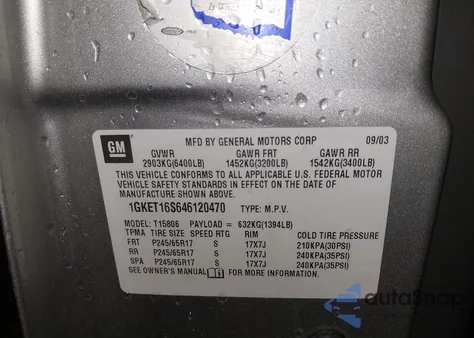 GM
MFD BY GENERAL MOTORS CORP 09/03
GVWR GAWR FRT GAWR RR
2903KG(6400LB) 1452KG(3200LB) 1542KG(3400LB)
THIS VEHICLE CONFORMS TO ALL APPLICABLE U.S. FEDERAL MOTOR
VEHICLE SAFETY STANDARDS IN EFFECT ON THE DATE OF
MANUFACTURE SHOWN ABOVE.
1GKET16S646120470 TYPE: M.P.V.
MODEL: T15806 PAYLOAD = 632KG(1394LB)
TPMA TIRE SIZE SPEED RTG RIM COLD TIRE PRESSURE
FRT P245/65R17 S 17X7J 210KPA(30PSI)
RR P245/65R17 S 17X7J 240KPA(35PSI)
SPA P245/65R17 S 17X7J 240KPA(35PSI)
SEE OWNER'S MANUAL FOR MORE INFORMATION.
autoSnap